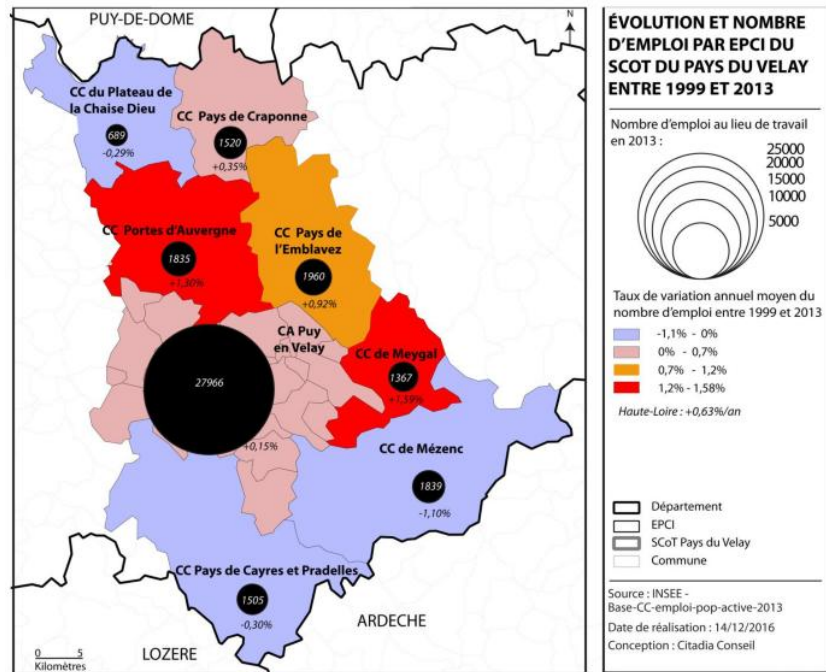 PUY-DE-DOME
N
CC du Plateau de
la Chaise Dieu
689
-0,29%
CC Pays de Craponne
1520
+0,35%
CC Portes d'Auvergne
1835
+1,30%
CC Pays de
l'Emblavez
1960
+0,92%
CA Puy
en Velay
27966
+0,15%
CC de Meygal
1367
+1,59%
CC de Mézenc
1839
-1,10%
CC Pays de Cayres et Pradelles
1505
-0,30%
ARDECHE
LOZERE
0 5
Kilomètres
ÉVOLUTION ET NOMBRE
D'EMPLOI PAR EPCI DU
SCOT DU PAYS DU VELAY
ENTRE 1999 ET 2013
Nombre d'emploi au lieu de travail
en 2013 :
25000
20000
15000
10000
5000
Taux de variation annuel moyen du
nombre d'emploi entre 1999 et 2013
-1,1% - 0%
0% - 0,7%
0,7% - 1,2%
1,2% - 1,58%
Haute-Loire : +0,63%/an
Département
EPCI
SCoT Pays du Velay
Commune
Source : INSEE -
Base-CC-emploi-pop-active-2013
Date de réalisation : 14/12/2016
Conception : Citadia Conseil